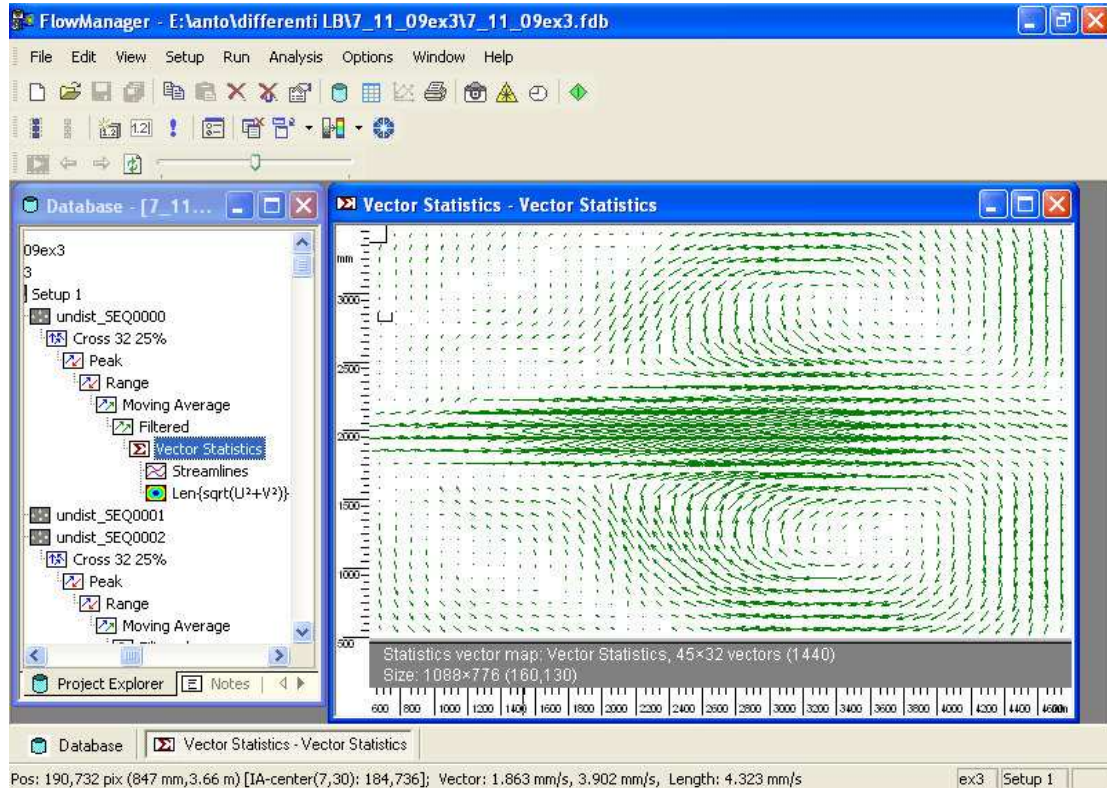 FlowManager - E:\anto\differenti LB\7_11_09ex3\7_11_09ex3.fdb
File Edit View Setup Run Analysis Options Window Help
Database - [7_11...
09ex3
3
Setup 1
undist_SEQ0000
Cross 32 25%
Peak
Range
Moving Average
Filtered
Vector Statistics
Streamlines
Len{sqrt(U²+V²)}
undist_SEQ0001
undist_SEQ0002
Cross 32 25%
Peak
Range
Moving Average
Project Explorer Notes
Vector Statistics - Vector Statistics
mm
3000
2500
2000
1500
1000
500
Statistics vector map: Vector Statistics, 45×32 vectors (1440)
Size: 1088×776 (160,130)
600 800 1000 1200 1400 1600 1800 2000 2200 2400 2600 2800 3000 3200 3400 3600 3800 4000 4200 4400
Database Vector Statistics - Vector Statistics
Pos: 190,732 pix (847 mm,3.66 m) [IA-center(7,30): 184,736]; Vector: 1.863 mm/s, 3.902 mm/s, Length: 4.323 mm/s ex3 Setup 1